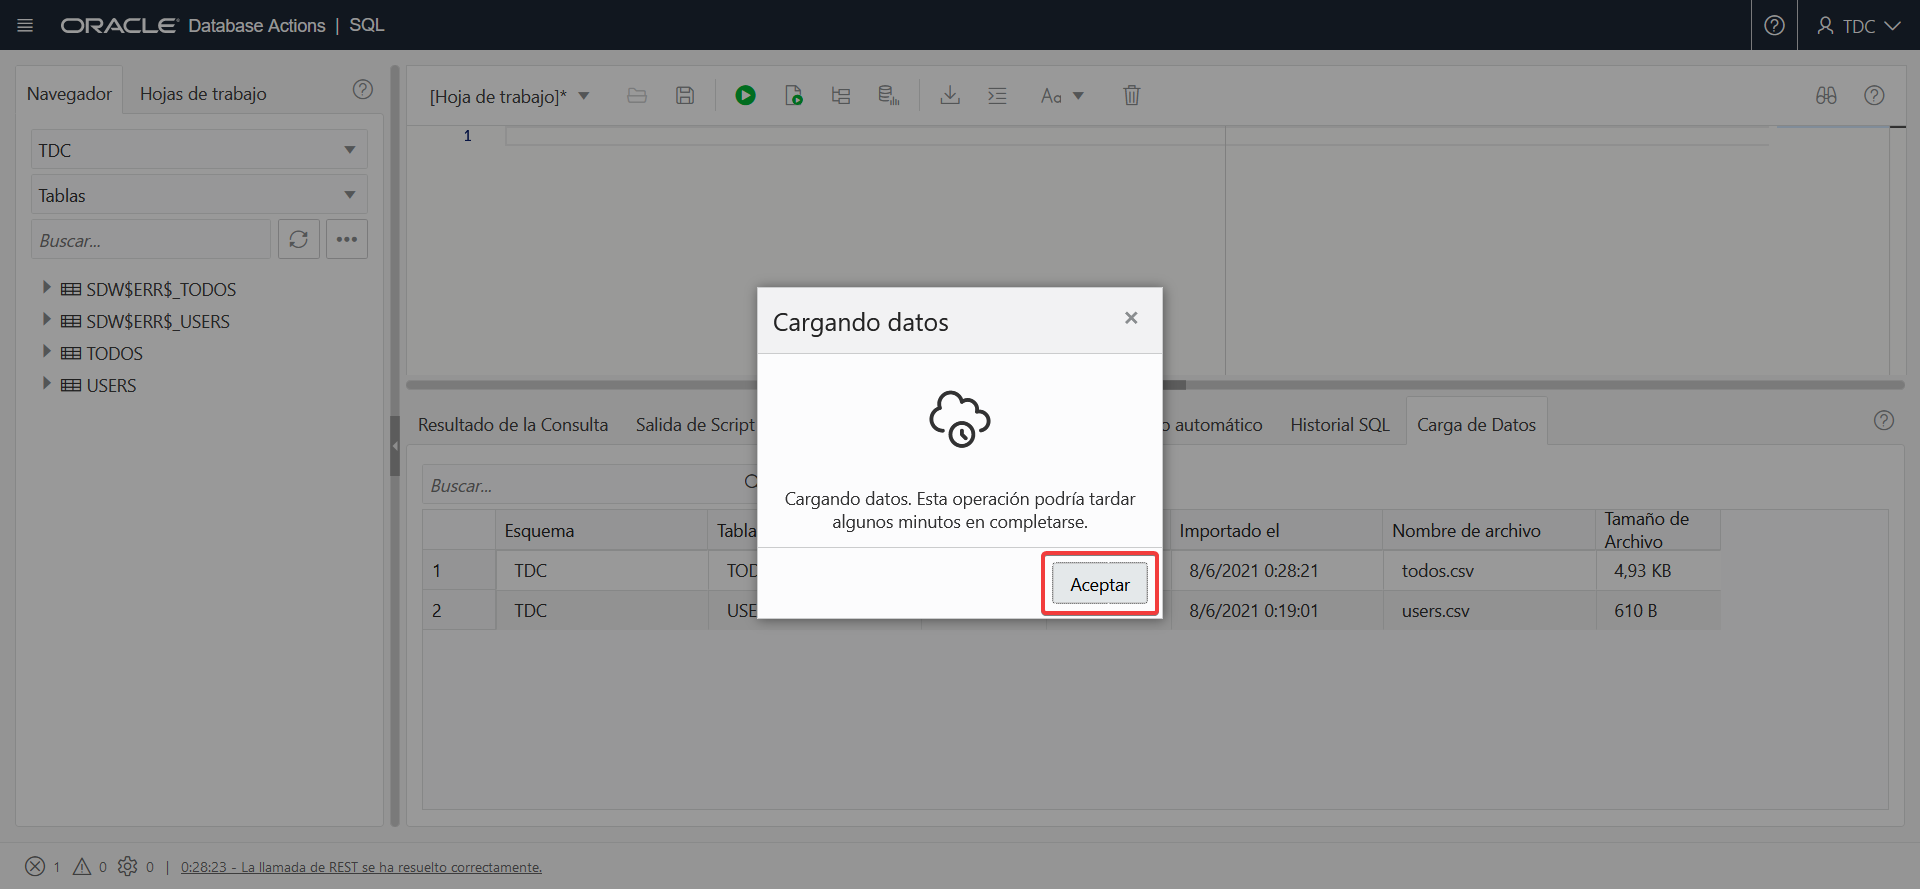 ORACLE Database Actions | SQL
TDC
Navegador
Hojas de trabajo
TDC
Tablas
Buscar...
SDW$ERR$_TODOS
SDW$ERR$_USERS
TODOS
USERS
[Hoja de trabajo]*
Aa
1
Resultado de la Consulta
Salida de Script
o automático
Historial SQL
Carga de Datos
Buscar...
Esquema
Tabla
Importado el
Nombre de archivo
Tamaño de
Archivo
1
TDC
TOD
8/6/2021 0:28:21
todos.csv
4,93 KB
2
TDC
USE
8/6/2021 0:19:01
users.csv
610 B
Cargando datos
Cargando datos. Esta operación podría tardar
algunos minutos en completarse.
Aceptar
1
0
0
| 0:28:23 - La llamada de REST se ha resuelto correctamente.